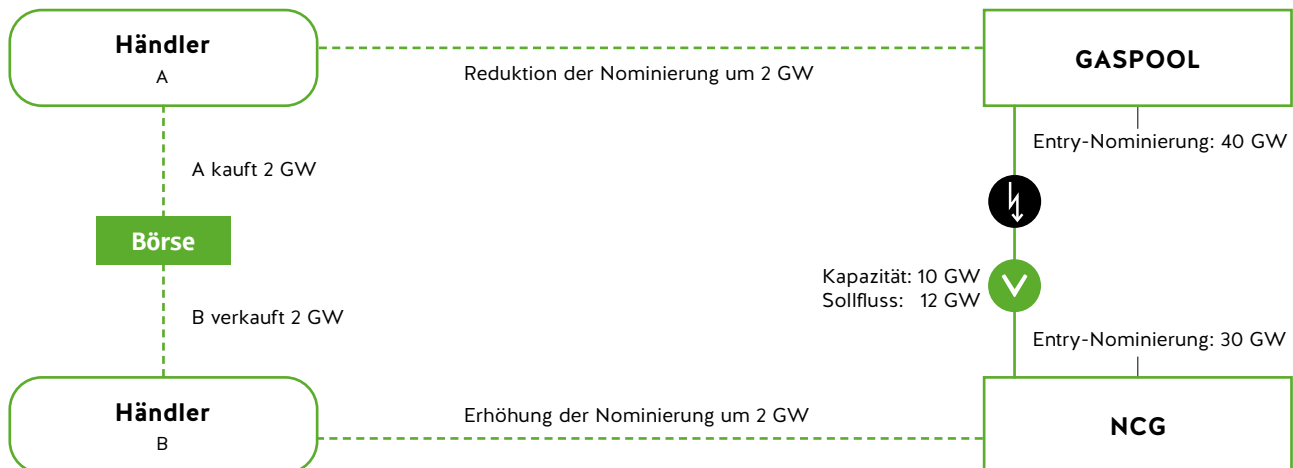 Händler
A
Reduktion der Nominierung um 2 GW
GASPOOL
Entry-Nominierung: 40 GW
A kauft 2 GW
Börse
Kapazität: 10 GW
Sollfluss: 12 GW
B verkauft 2 GW
Entry-Nominierung: 30 GW
Händler
B
Erhöhung der Nominierung um 2 GW
NCG